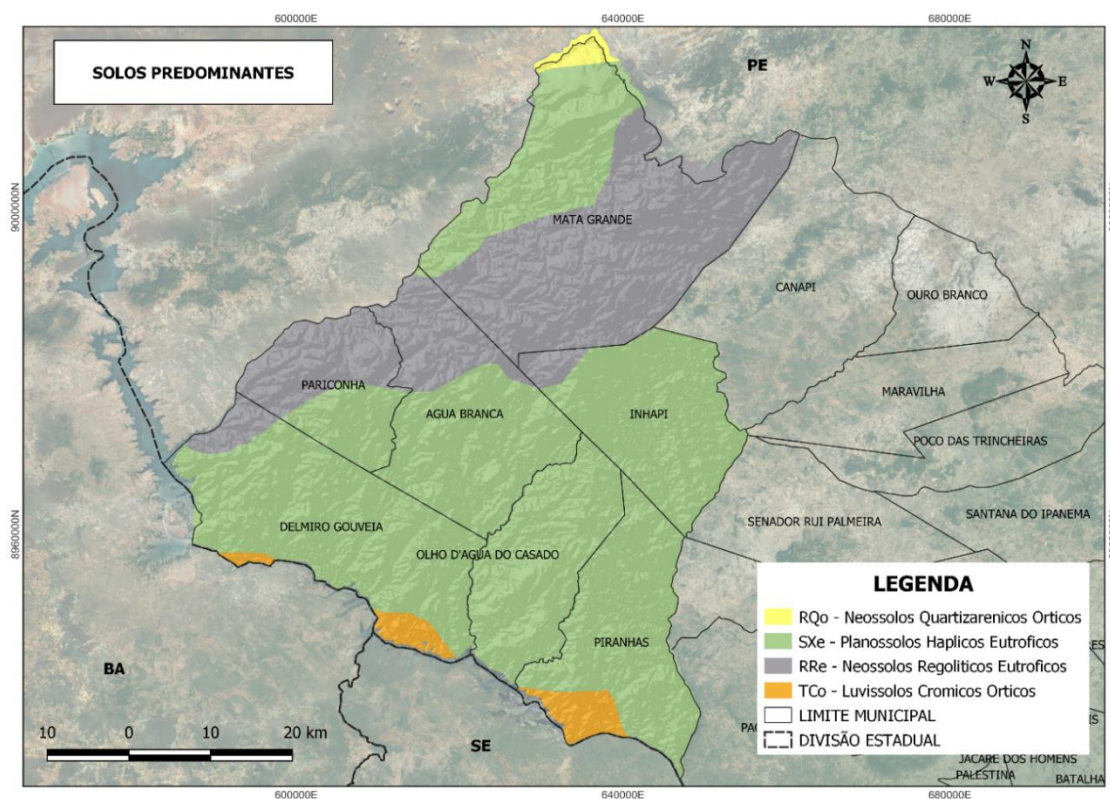 600000E
640000E
680000E
SOLOS PREDOMINANTES
PE
N
W
E
S
9000000N
MATA GRANDE
CANAPI
OURO BRANCO
PARICONHA
AGUA BRANCA
INHAPI
MARAVILHA
POCO DAS TRINCHEIRAS
SENADOR RUI PALMEIRA
SANTANA DO IPANEMA
8960000N
DELMIRO GOUVEIA
OLHO D'AGUA DO CASADO
PIRANHAS
BA
SE
LEGENDA
RQo - Neossolos Quartizarenicos Orticos
SXe - Planossolos Haplicos Eutroficos
RRe - Neossolos Regoliticos Eutroficos
TCo - Luvissolos Cromicos Orticos
LIMITE MUNICIPAL
DIVISÃO ESTADUAL
10 0 10 20 km
JACARE DOS HOMENS
PALESTINA
BATALHA
600000E
640000E
680000E